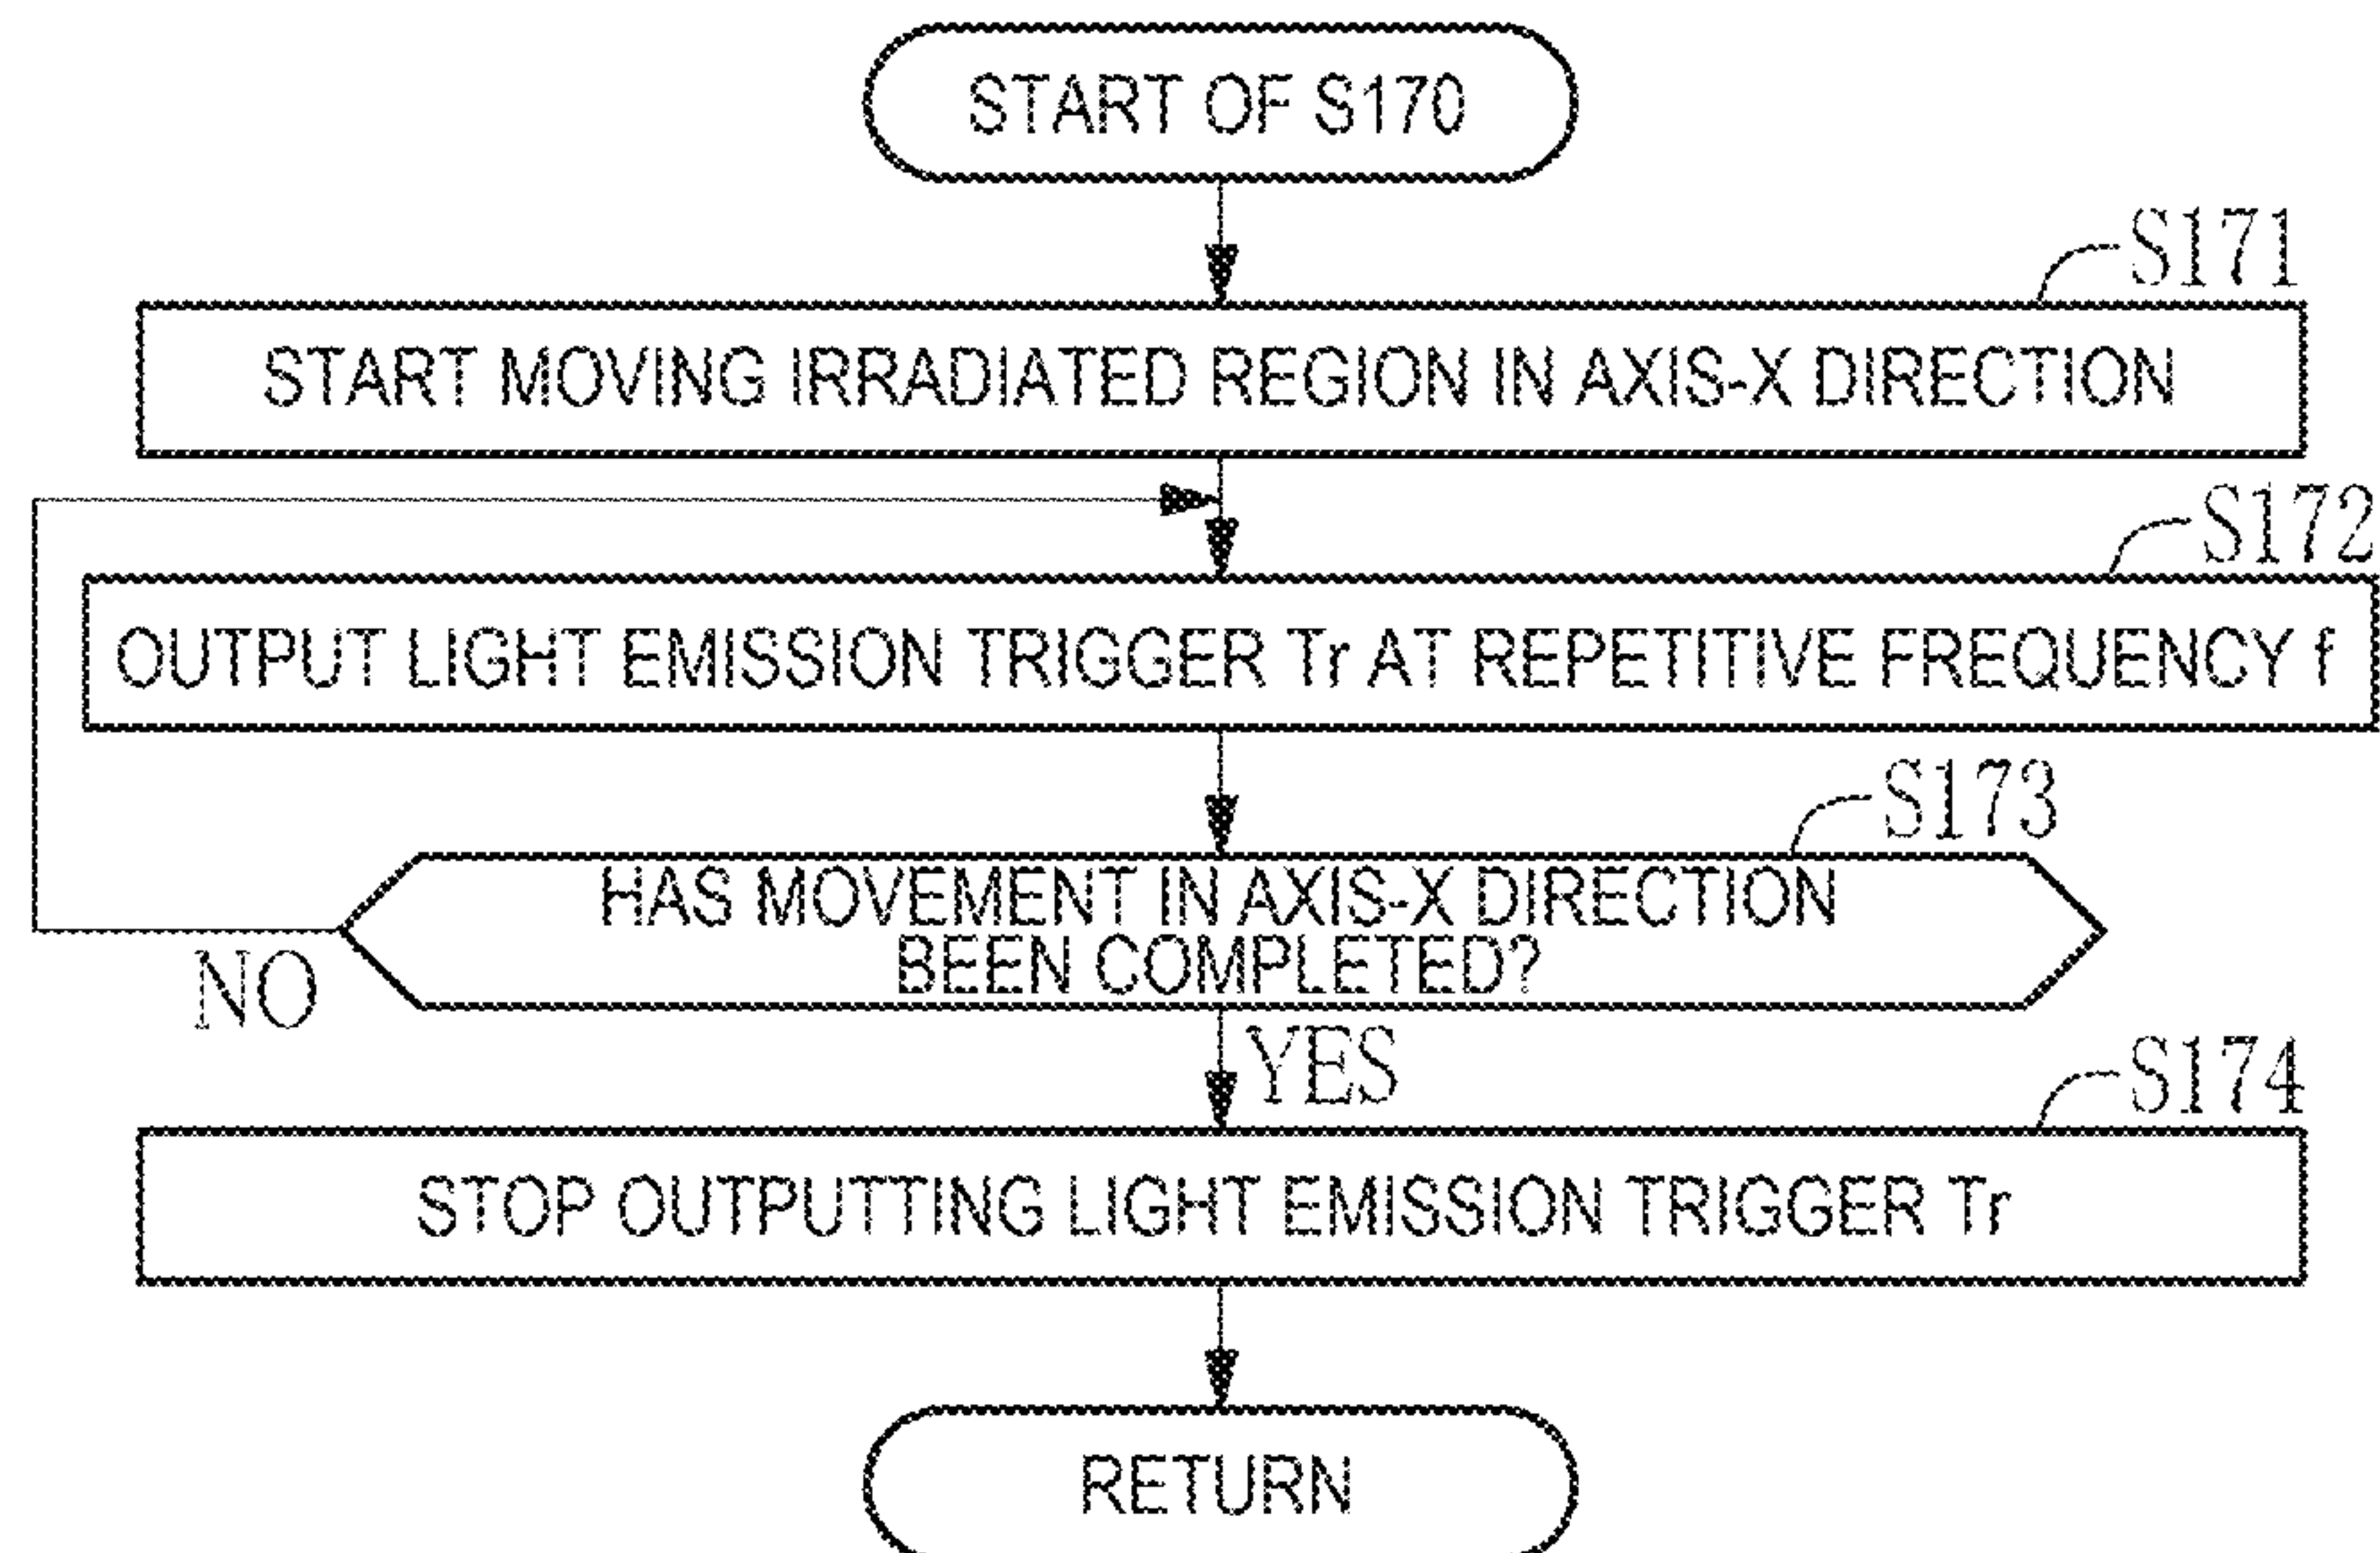 START OF S170
S171
START MOVING IRRADIATED REGION IN AXIS-X DIRECTION
S172
OUTPUT LIGHT EMISSION TRIGGER Tr AT REPETITIVE FREQUENCY f
S173
HAS MOVEMENT IN AXIS-X DIRECTION
BEEN COMPLETED?
NO
YES
S174
STOP OUTPUTTING LIGHT EMISSION TRIGGER Tr
RETURN